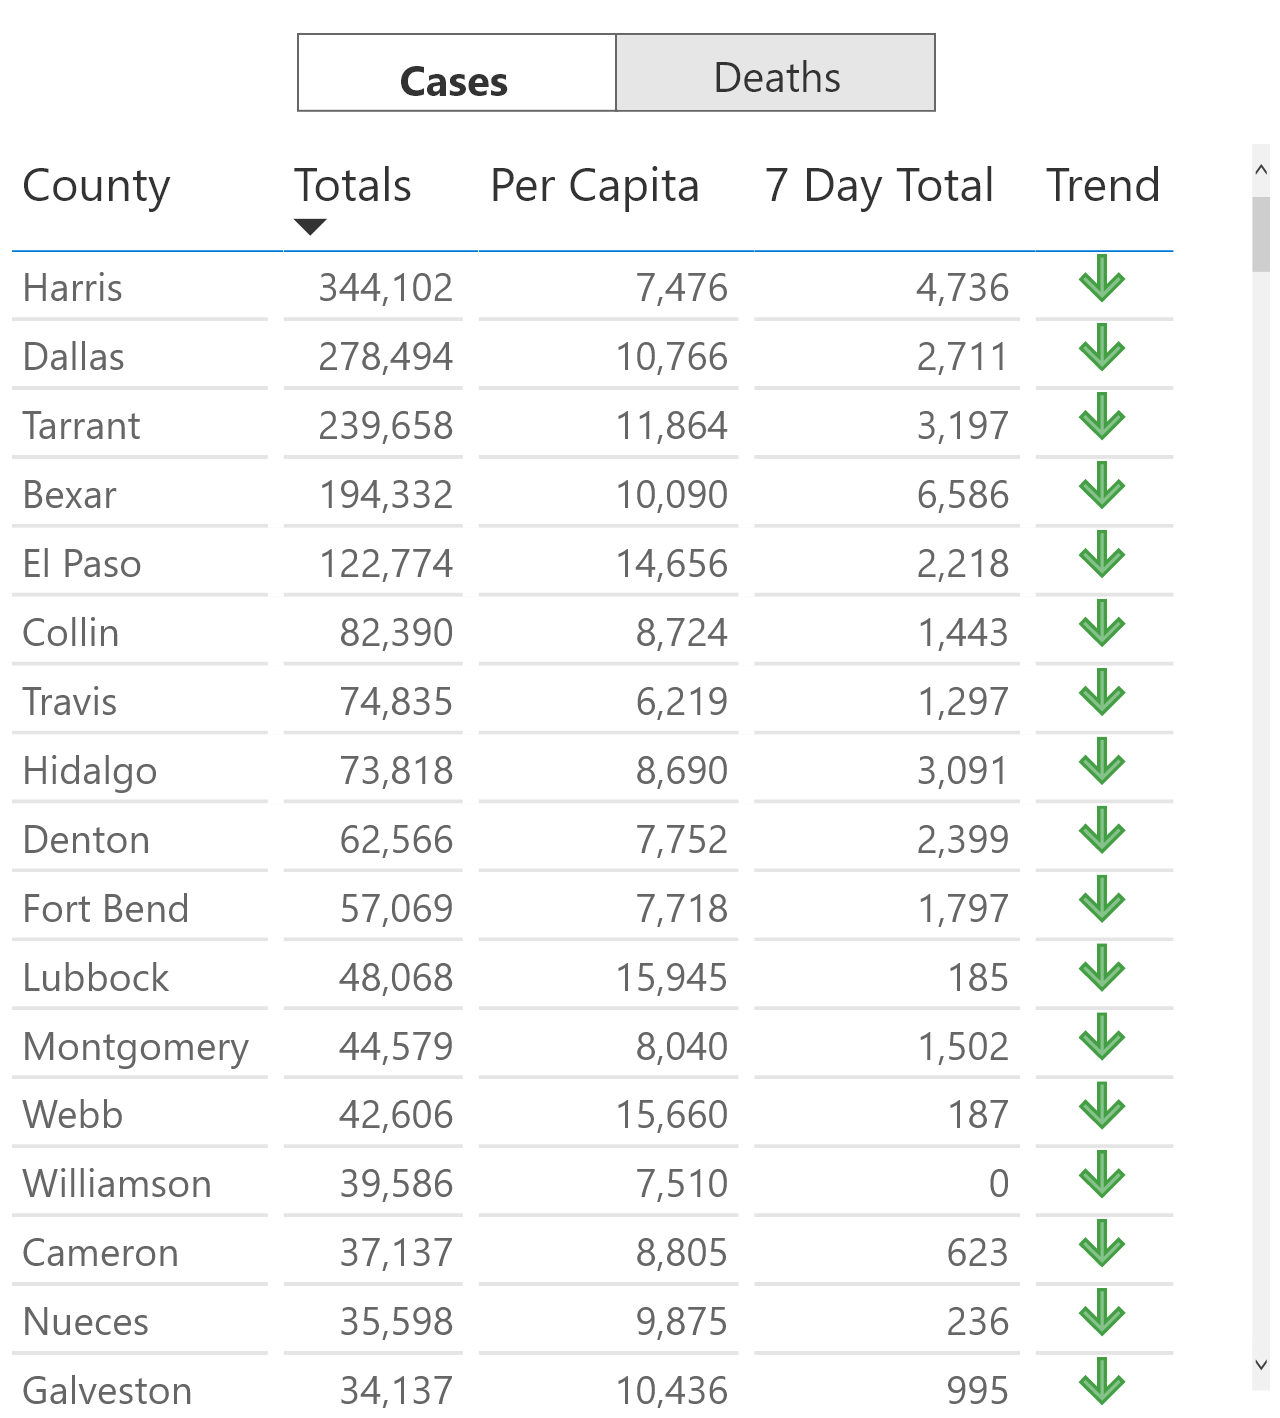 Cases Deaths
County Totals Per Capita 7 Day Total Trend
Harris 344,102 7,476 4,736
Dallas 278,494 10,766 2,711
Tarrant 239,658 11,864 3,197
Bexar 194,332 10,090 6,586
El Paso 122,774 14,656 2,218
Collin 82,390 8,724 1,443
Travis 74,835 6,219 1,297
Hidalgo 73,818 8,690 3,091
Denton 62,566 7,752 2,399
Fort Bend 57,069 7,718 1,797
Lubbock 48,068 15,945 185
Montgomery 44,579 8,040 1,502
Webb 42,606 15,660 187
Williamson 39,586 7,510 0
Cameron 37,137 8,805 623
Nueces 35,598 9,875 236
Galveston 34,137 10,436 995